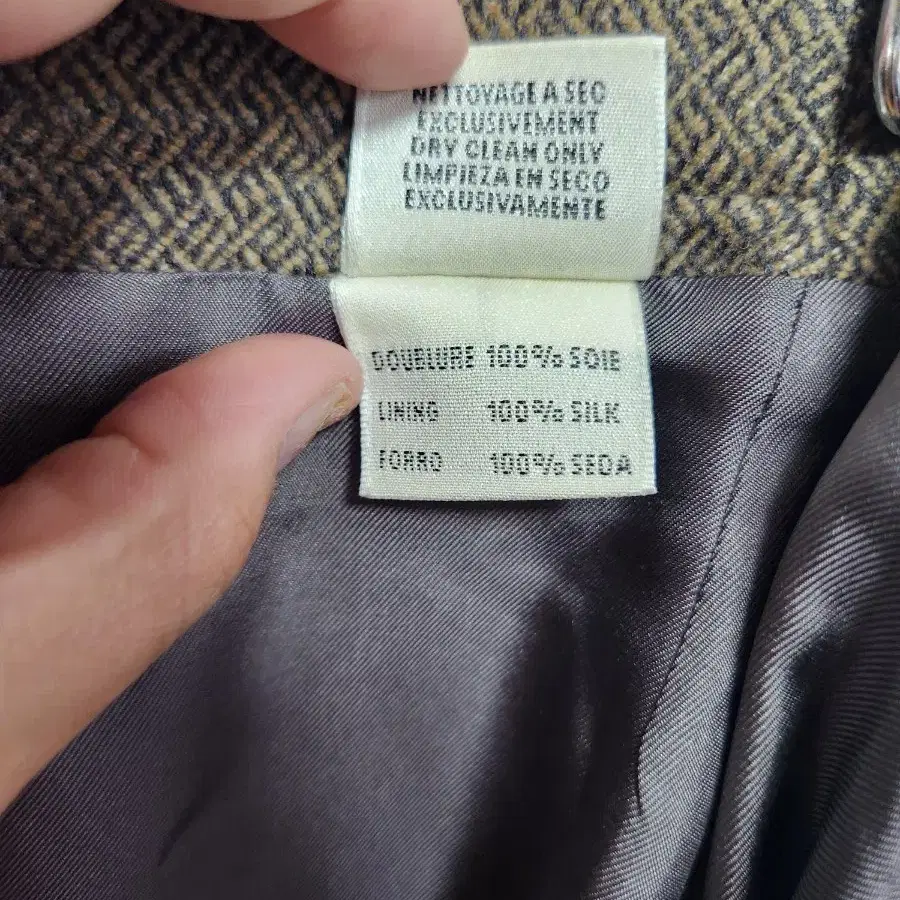 NETTOYAGE A SEC
EXCLUSIVEMENT
DRY CLEAN ONLY
LIMPIEZA EN SECO
EXCLUSIVAMENTE
DOUBLURE 100% SOIE
LINING 100% SILK
FORRO 100% SEDA